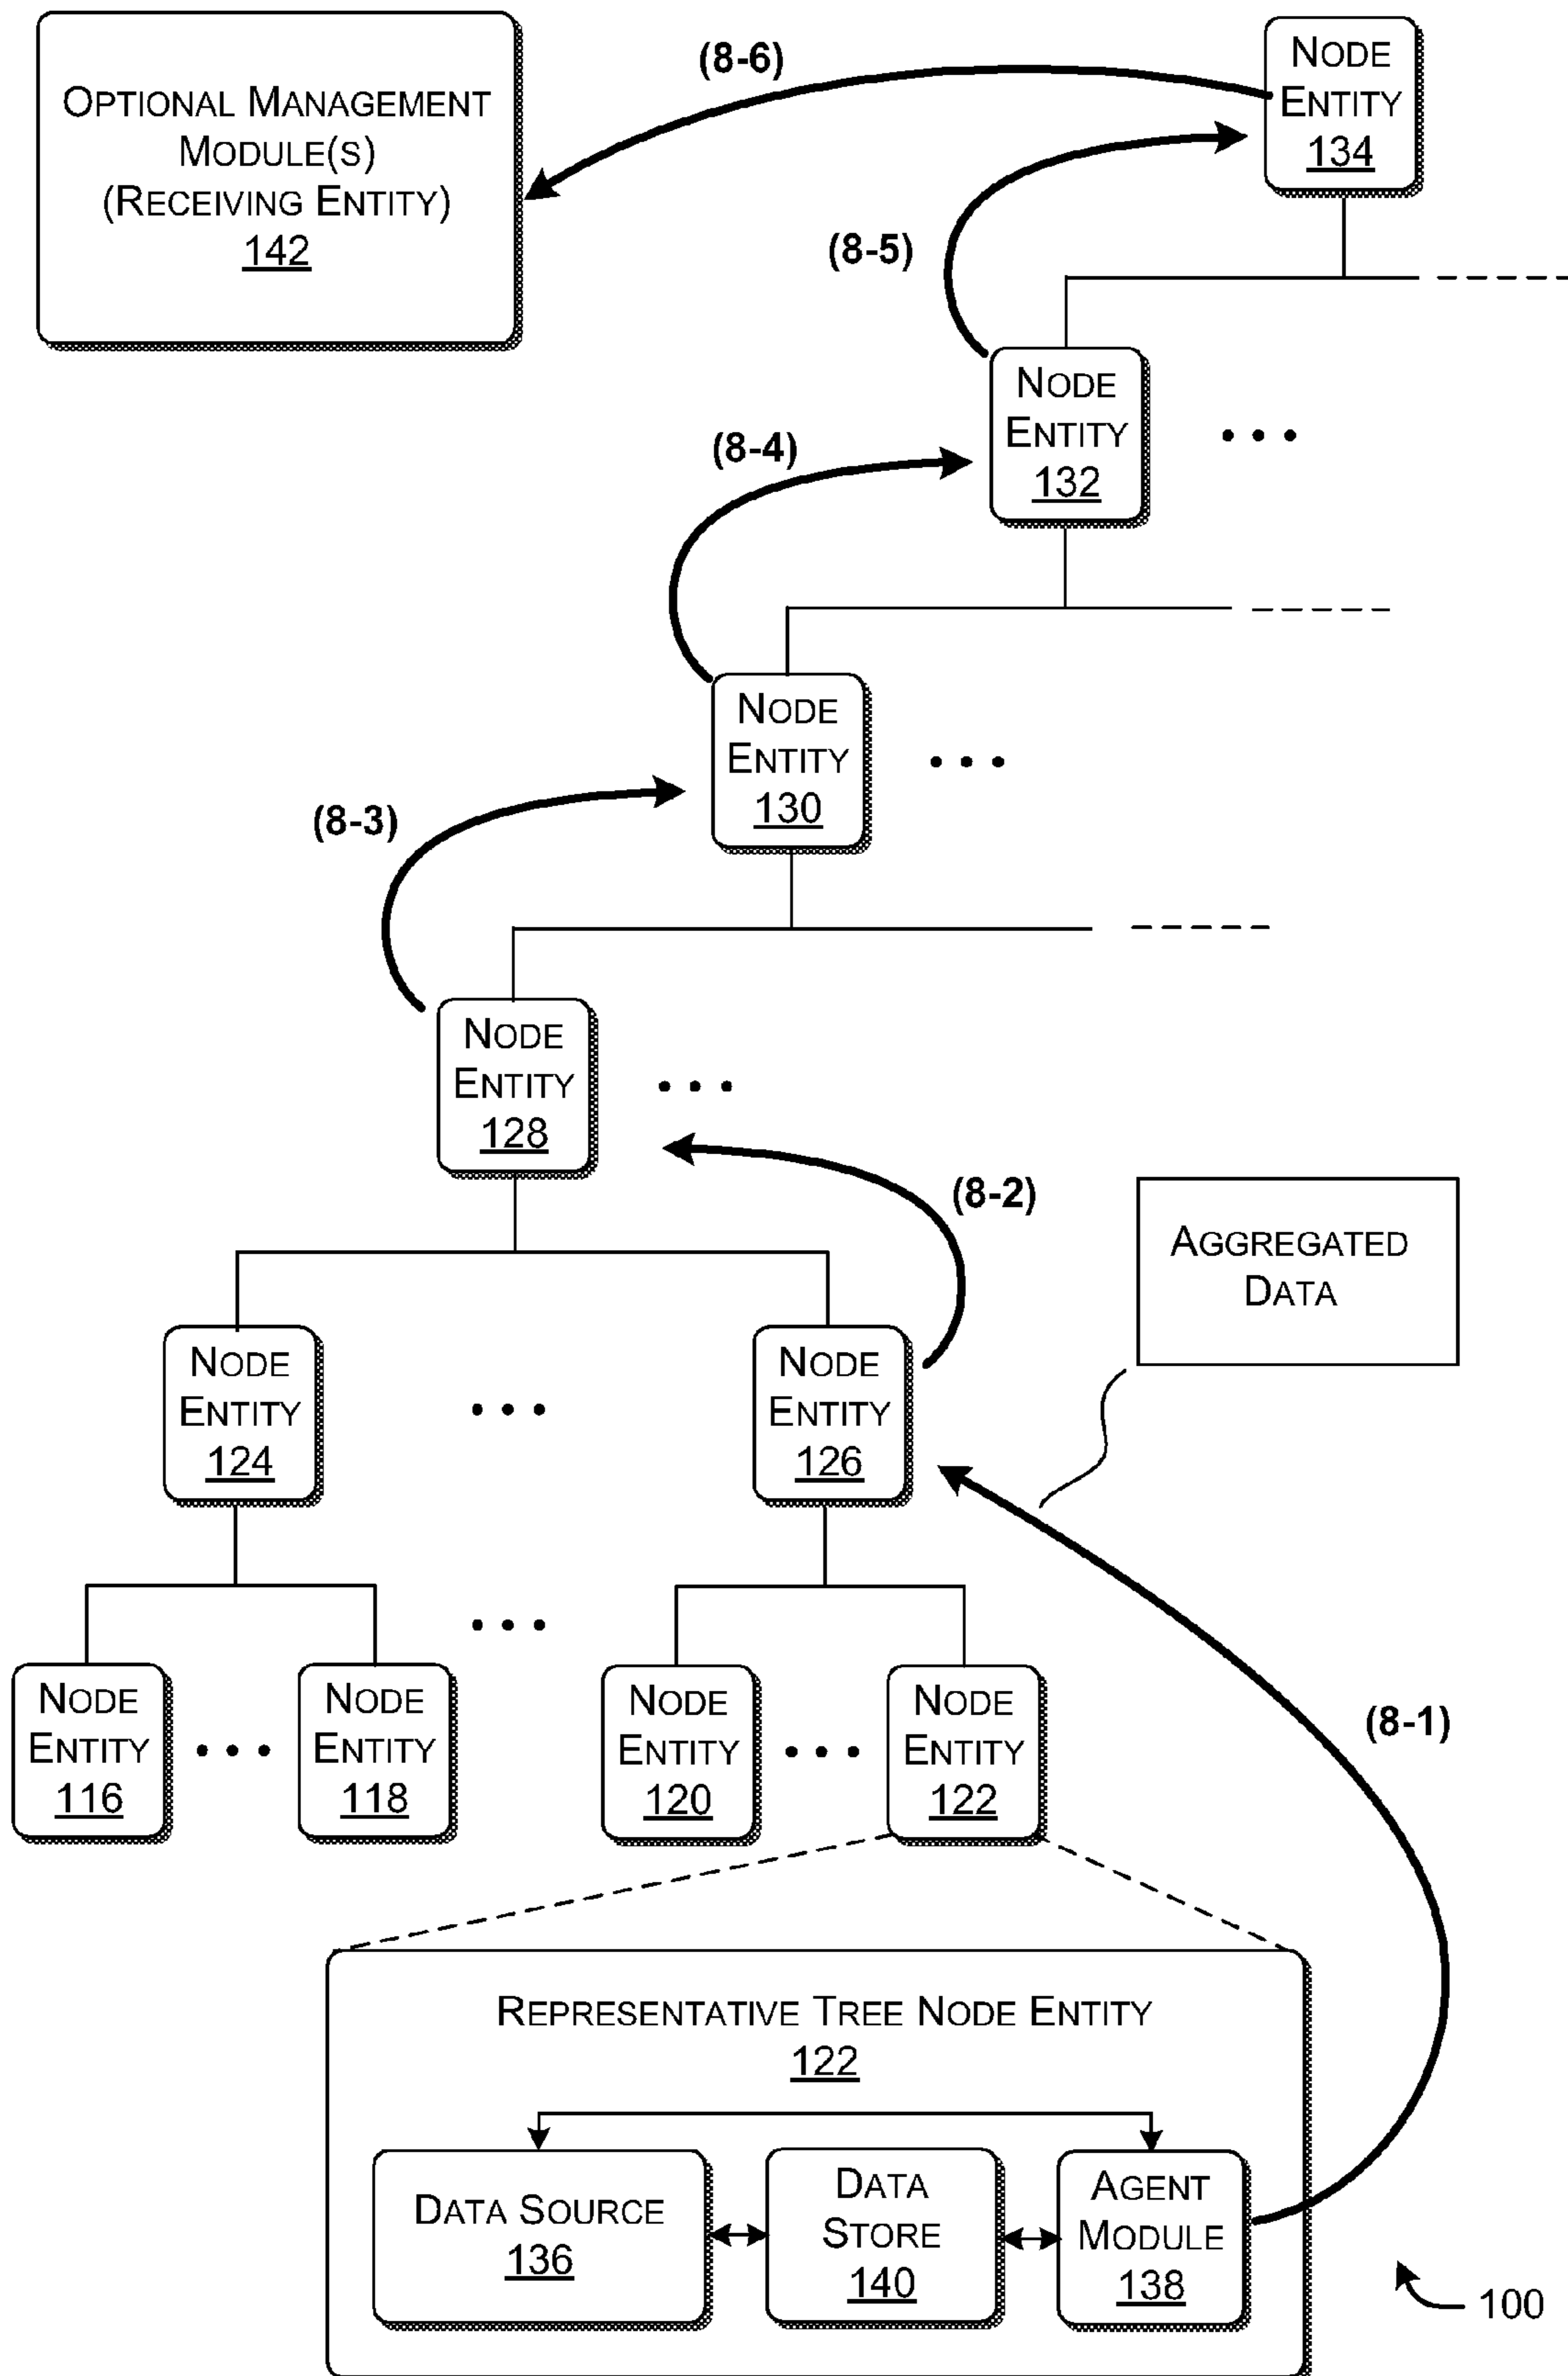 OPTIONAL MANAGEMENT
MODULE(S)
(RECEIVING ENTITY)
142
(8-6)
NODE
ENTITY
134
(8-5)
NODE
ENTITY
132
(8-4)
NODE
ENTITY
130
(8-3)
NODE
ENTITY
128
(8-2)
AGGREGATED
DATA
NODE
ENTITY
124
NODE
ENTITY
126
NODE
ENTITY
116
NODE
ENTITY
118
NODE
ENTITY
120
NODE
ENTITY
122
(8-1)
REPRESENTATIVE TREE NODE ENTITY
122
DATA SOURCE
136
DATA
STORE
140
AGENT
MODULE
138
100